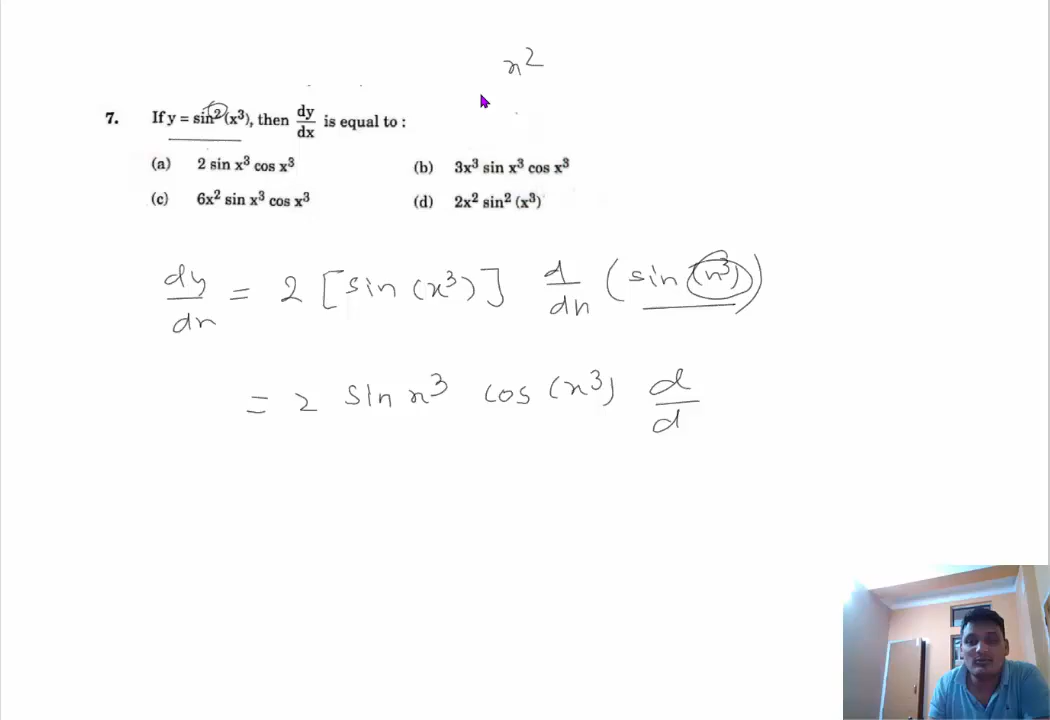 x²
7. If y = sin²(x³), then dy/dx is equal to :
(a) 2 sin x³ cos x³ (b) 3x³ sin x³ cos x³
(c) 6x² sin x³ cos x³ (d) 2x² sin² (x³)
dy/dx = 2 [sin (x³)] d/dx (sin(x³))
= 2 sin x³ cos (x³) d/d